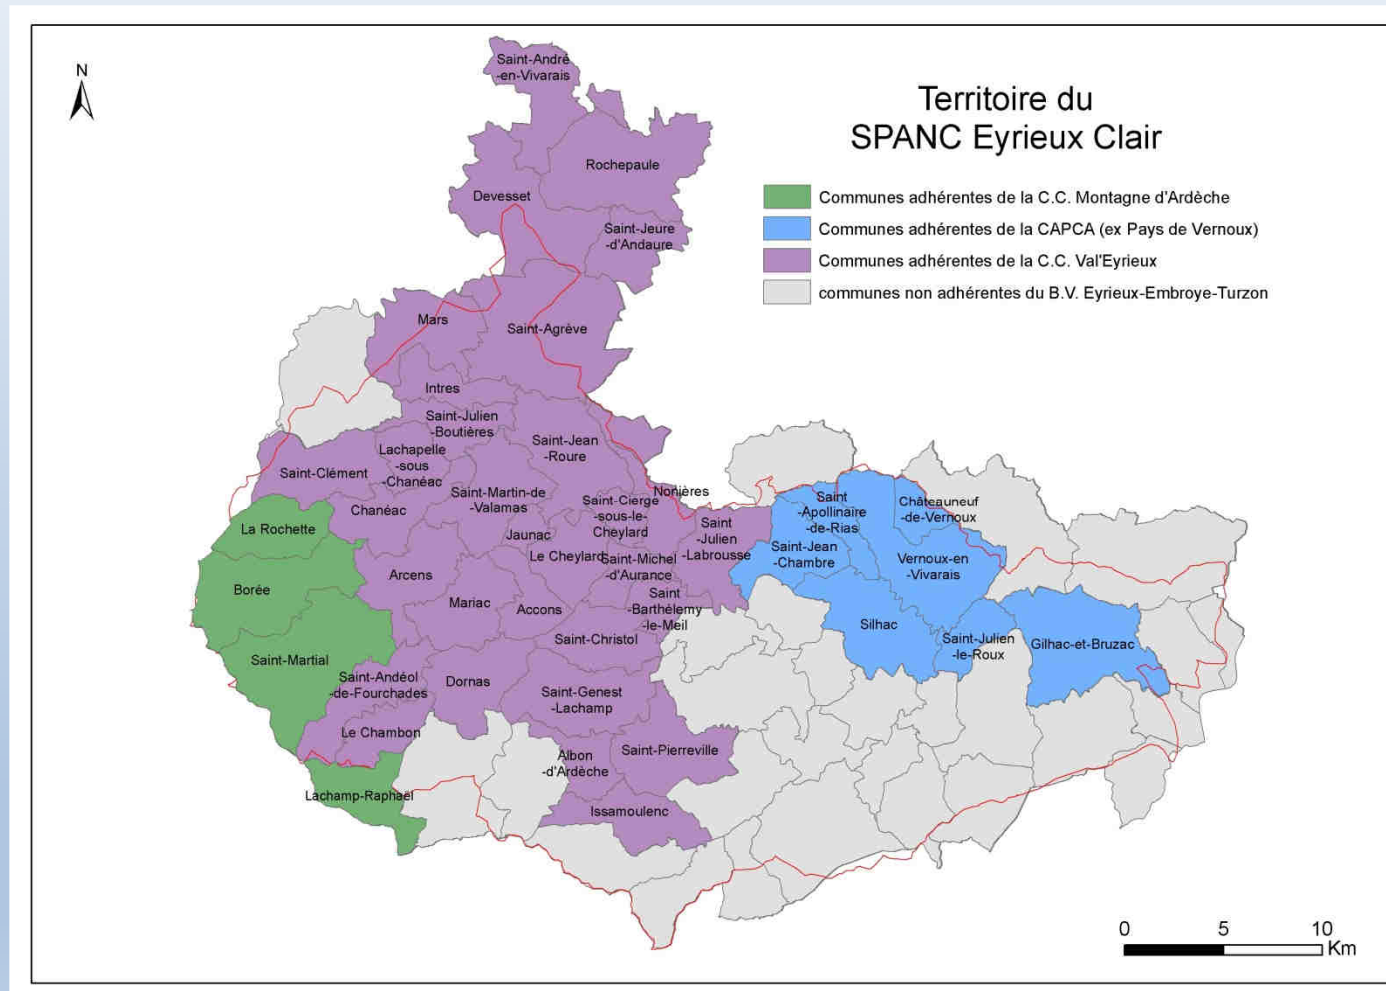 N
Territoire du
SPANC Eyrieux Clair
Communes adhérentes de la C.C. Montagne d'Ardèche
Communes adhérentes de la CAPCA (ex Pays de Vernoux)
Communes adhérentes de la C.C. Val'Eyrieux
communes non adhérentes du B.V. Eyrieux-Embroye-Turzon
Saint-André
-en-Vivarais
Rochepaule
Devesset
Saint-Jeure
-d'Andaure
Mars
Saint-Agrève
Intres
Saint-Julien
-Boutières
Saint-Jean
-Roure
Lachapelle
-sous
-Chanéac
Saint-Clément
Saint-Martin-de
-Valamas
Nonières
Saint-Cierge
-sous-le-
Cheylard
Chanéac
Saint
-Apollinaire
-de-Rias
Châteauneuf
-de-Vernoux
La Rochette
Jaunac
Saint
-Julien
-Labrousse
Le Cheylard
Saint-Michel
-d'Aurance
Saint-Jean
-Chambre
Vernoux-en
-Vivarais
Arcens
Borée
Mariac
Accons
Saint
-Barthélemy
-le-Meil
Silhac
Saint-Christol
Saint-Julien
-le-Roux
Gilhac-et-Bruzac
Saint-Martial
Saint-Andéol
-de-Fourchades
Dornas
Saint-Genest
-Lachamp
Le Chambon
Saint-Pierreville
Albon
-d'Ardèche
Lachamp-Raphaël
Issamoulenc
0 5 10
Km